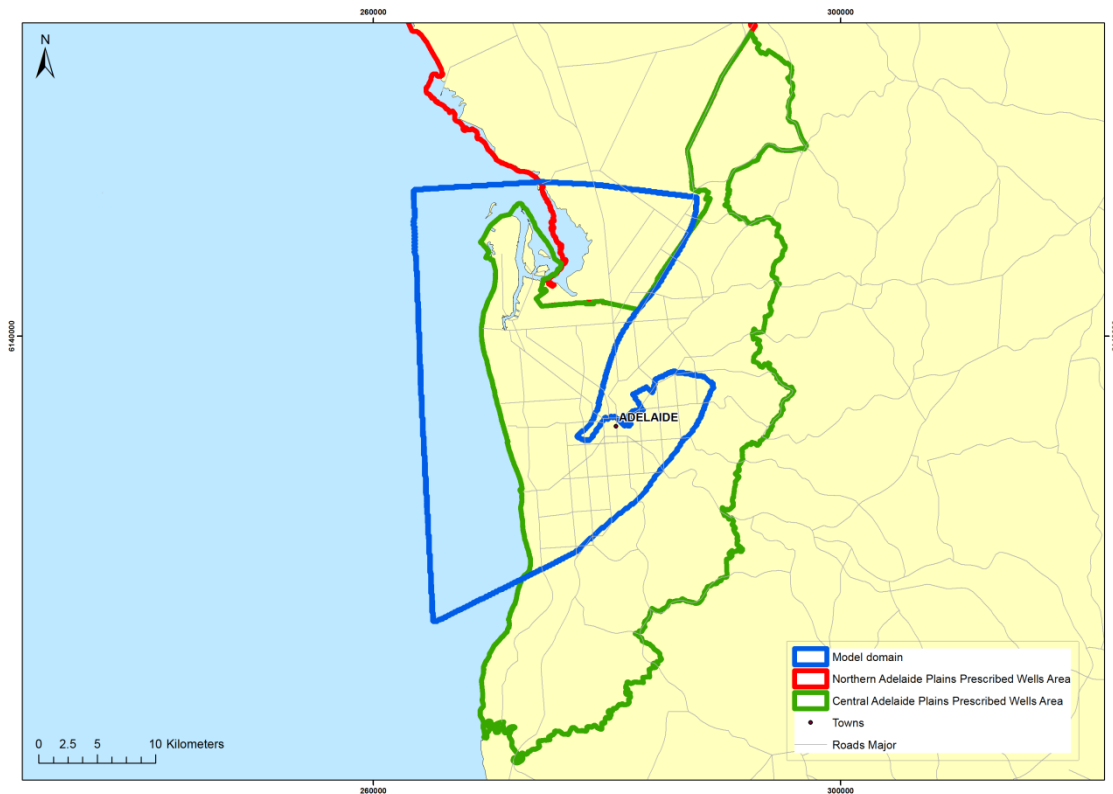 260000
300000
N
6140000
ADELAIDE
Model domain
Northern Adelaide Plains Prescribed Wells Area
Central Adelaide Plains Prescribed Wells Area
Towns
Roads Major
0 2.5 5 10 Kilometers
260000
300000